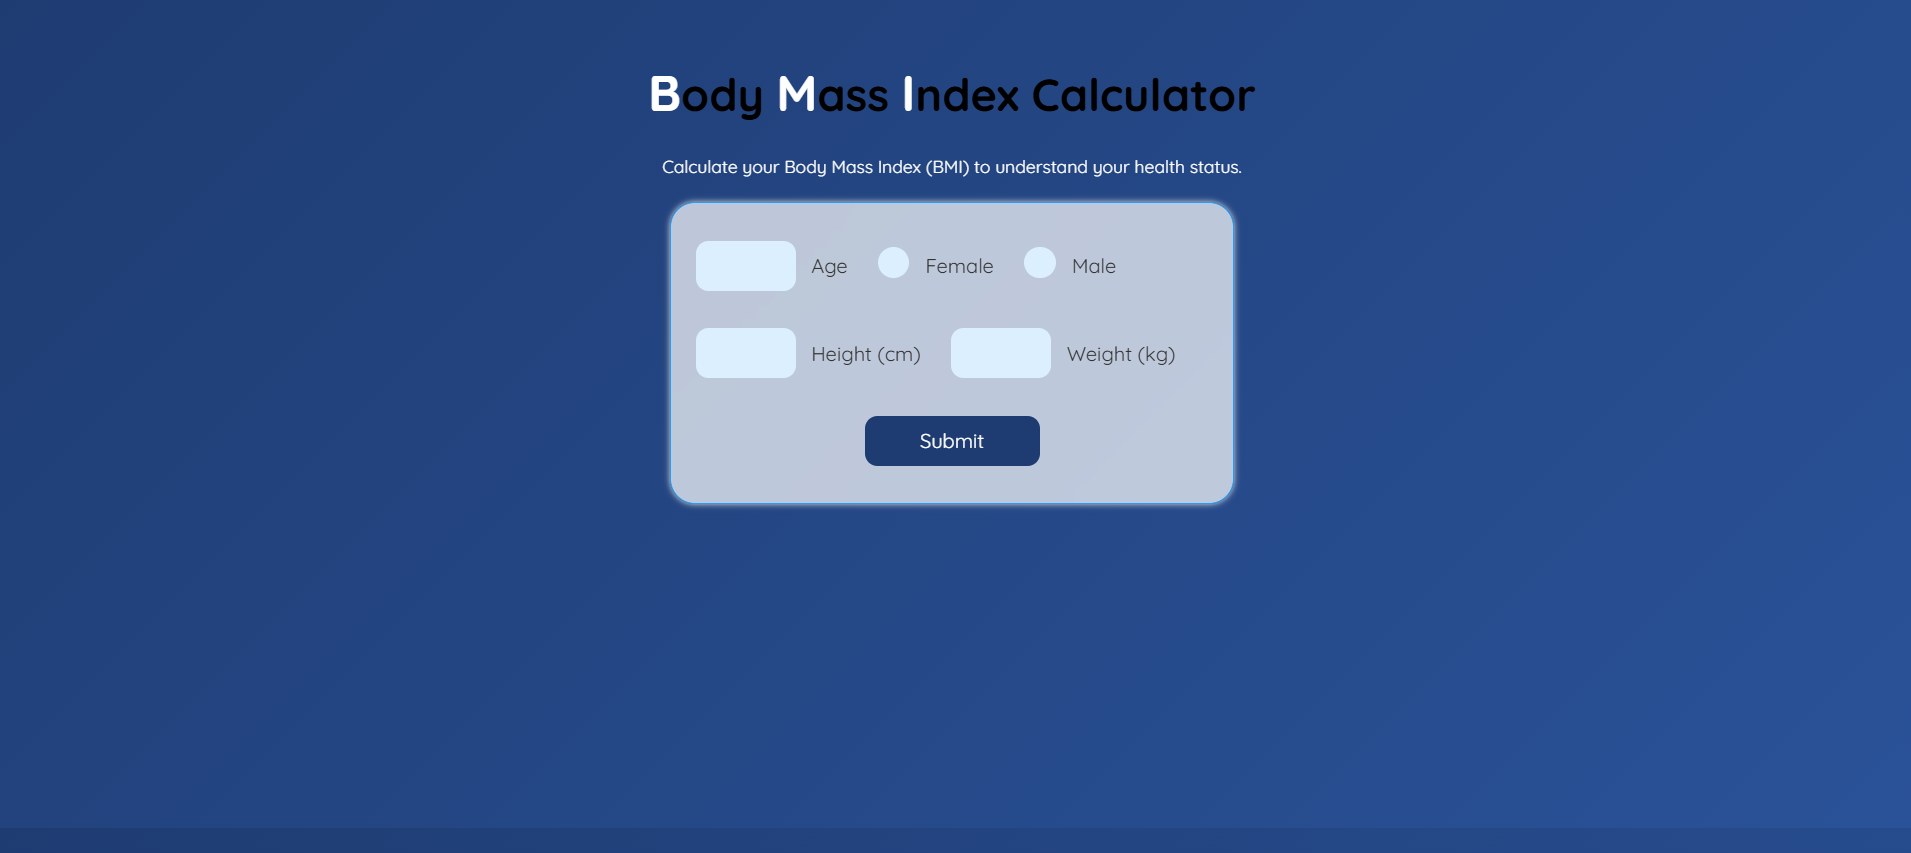 Body Mass Index Calculator
Calculate your Body Mass Index (BMI) to understand your health status.
Age Female Male
Height (cm) Weight (kg)
Submit